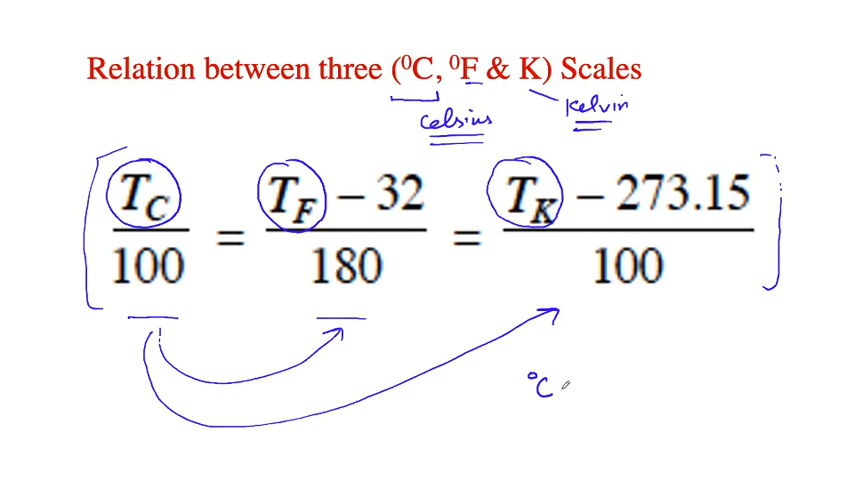 Relation between three (⁰C, ⁰F & K) Scales
Celsius
Kelvin
T_C/100 = (T_F − 32)/180 = (T_K − 273.15)/100
°C